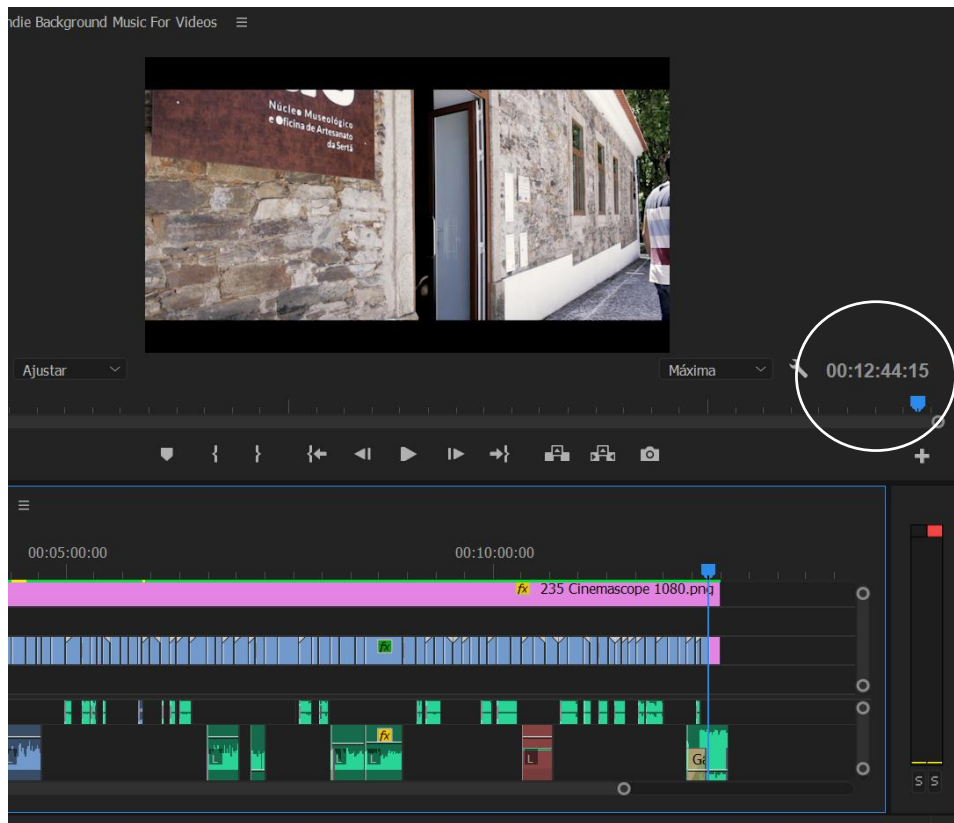 ndie Background Music For Videos
Núcleo Museológico
e Oficina de Artesanato
da Sertã
Ajustar
Máxima
00:12:44:15
00:05:00:00
00:10:00:00
fx 235 Cinemascope 1080.png
fx
fx
L
L
L
L
L
Ga
S S